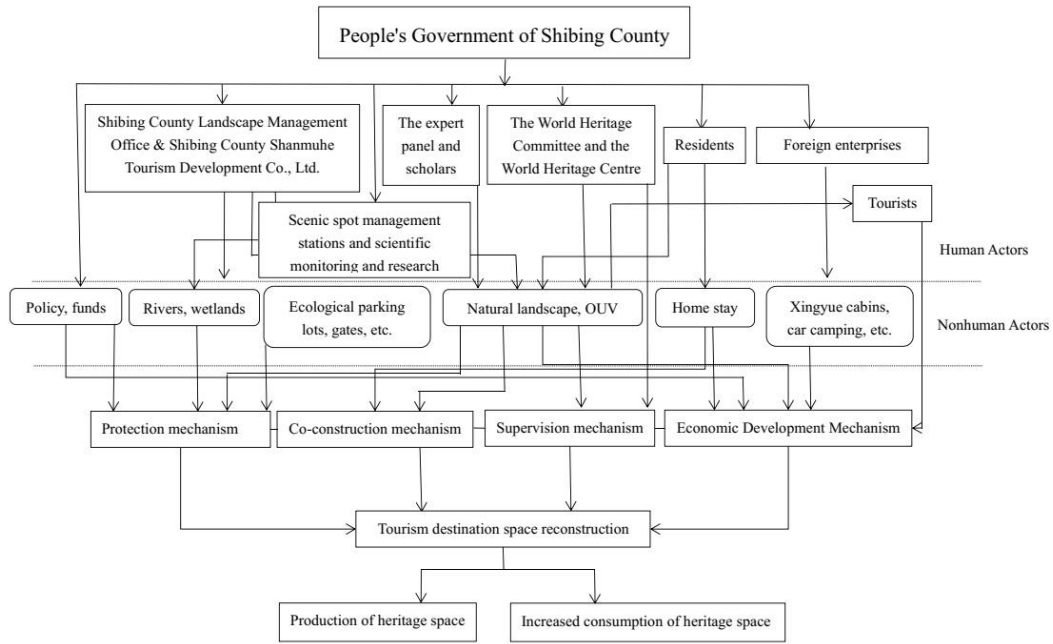 People's Government of Shibing County
Shibing County Landscape Management
Office & Shibing County Shanmuhe
Tourism Development Co., Ltd.
The expert
panel and
scholars
The World Heritage
Committee and the
World Heritage Centre
Residents
Foreign enterprises
Tourists
Scenic spot management
stations and scientific
monitoring and research
Human Actors
Policy, funds
Rivers, wetlands
Ecological parking
lots, gates, etc.
Natural landscape, OUV
Home stay
Xingyue cabins,
car camping, etc.
Nonhuman Actors
Protection mechanism
Co-construction mechanism
Supervision mechanism
Economic Development Mechanism
Tourism destination space reconstruction
Production of heritage space
Increased consumption of heritage space